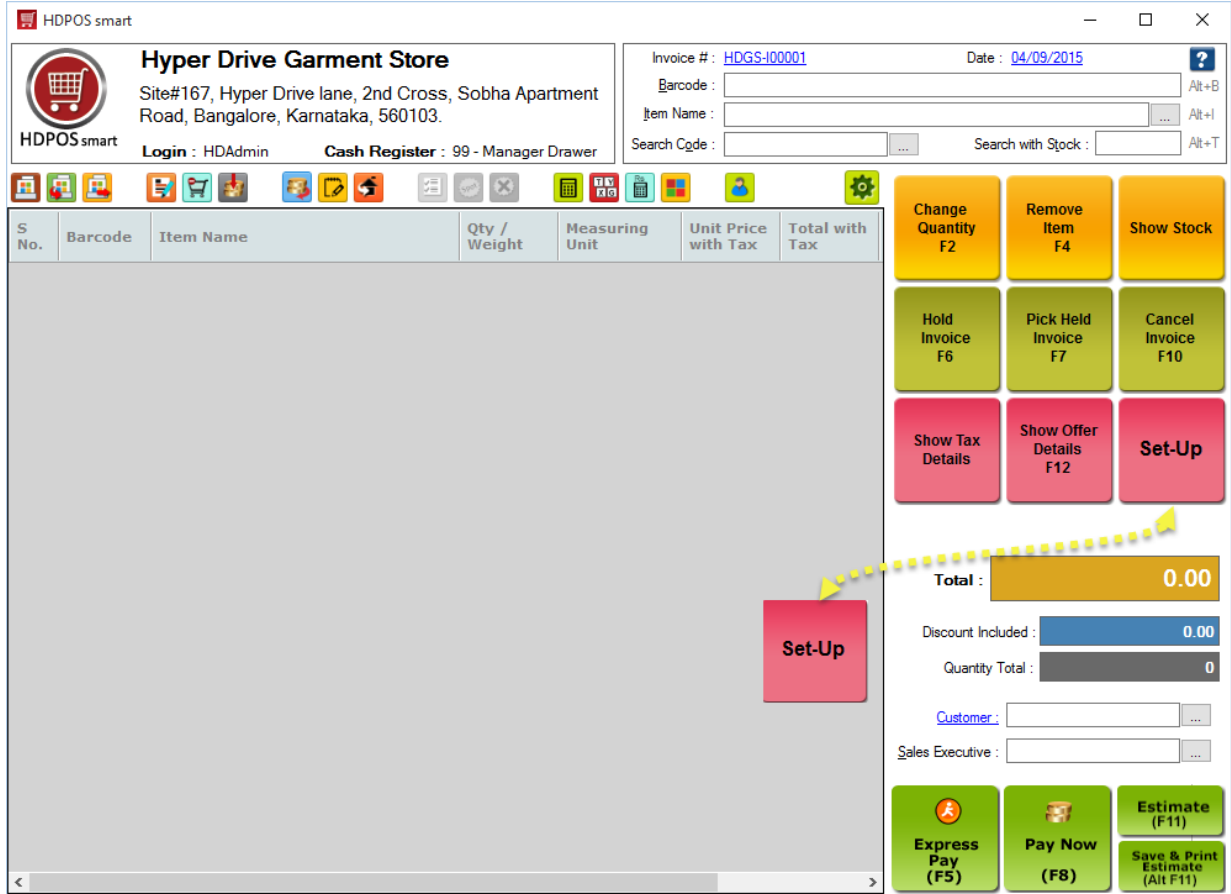 HDPOS smart
Hyper Drive Garment Store
Site#167, Hyper Drive lane, 2nd Cross, Sobha Apartment
Road, Bangalore, Karnataka, 560103.
HDPOS smart
Login : HDAdmin Cash Register : 99 - Manager Drawer
Invoice # : HDGS-I00001 Date : 04/09/2015 ?
Barcode : Alt+B
Item Name : ... Alt+I
Search Code : ... Search with Stock : Alt+T
S No. Barcode Item Name Qty / Weight Measuring Unit Unit Price with Tax Total with Tax
Change
Quantity
F2
Remove
Item
F4
Show Stock
Hold
Invoice
F6
Pick Held
Invoice
F7
Cancel
Invoice
F10
Show Tax
Details
Show Offer
Details
F12
Set-Up
Set-Up
Total : 0.00
Discount Included : 0.00
Quantity Total : 0
Customer : ...
Sales Executive : ...
Express
Pay
(F5)
Pay Now
(F8)
Estimate
(F11)
Save & Print
Estimate
(Alt F11)